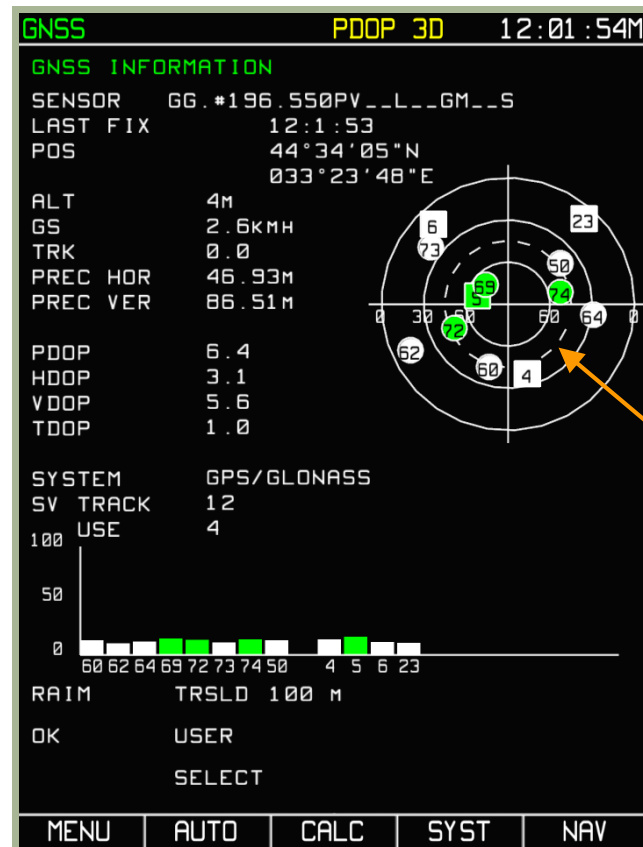 GNSS PDOP 3D 12:01:54M
GNSS INFORMATION
SENSOR GG.#196.550PV__L__GM__S
LAST FIX 12:1:53
POS 44°34'05"N
033°23'48"E
ALT 4M
GS 2.6KMH
TRK 0.0
PREC HOR 46.93M
PREC VER 86.51M
6 23
73
50
69
5 74
0 30 60 60 64 0
72
62
60 4
PDOP 6.4
HDOP 3.1
VDOP 5.6
TDOP 1.0
SYSTEM GPS/GLONASS
SV TRACK 12
USE 4
100
50
0
60 62 64 69 72 73 74 50 4 5 6 23
RAIM TRSLD 100 M
OK USER
SELECT
MENU AUTO CALC SYST NAV